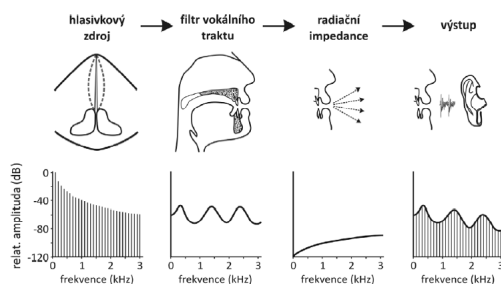 hlasivkový
zdroj
filtr vokálního
traktu
radiační
impedance
výstup
relat. amplituda (dB)
0
-40
-80
-120
0 1 2 3
frekvence (kHz)
0 1 2 3
frekvence (kHz)
0 1 2 3
frekvence (kHz)
0 1 2 3
frekvence (kHz)